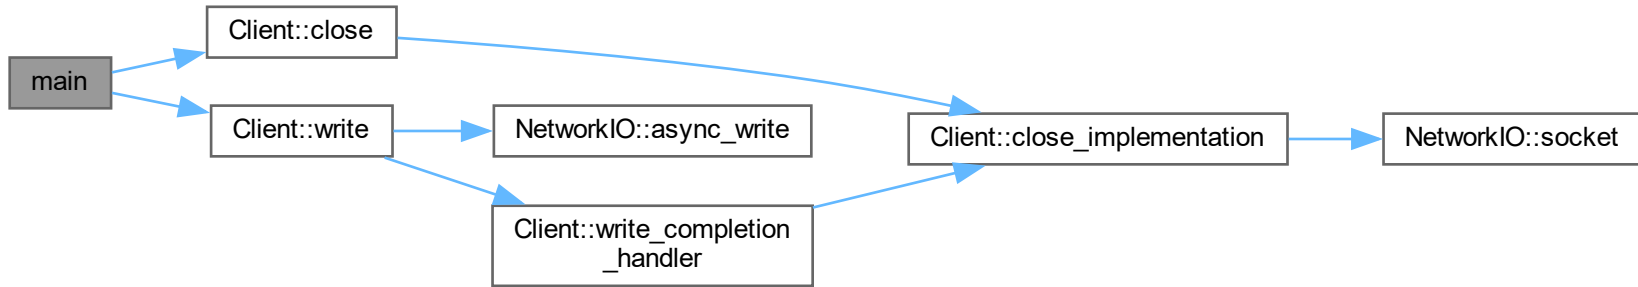 main
Client::close
Client::write
NetworkIO::async_write
Client::write_completion
_handler
Client::close_implementation
NetworkIO::socket